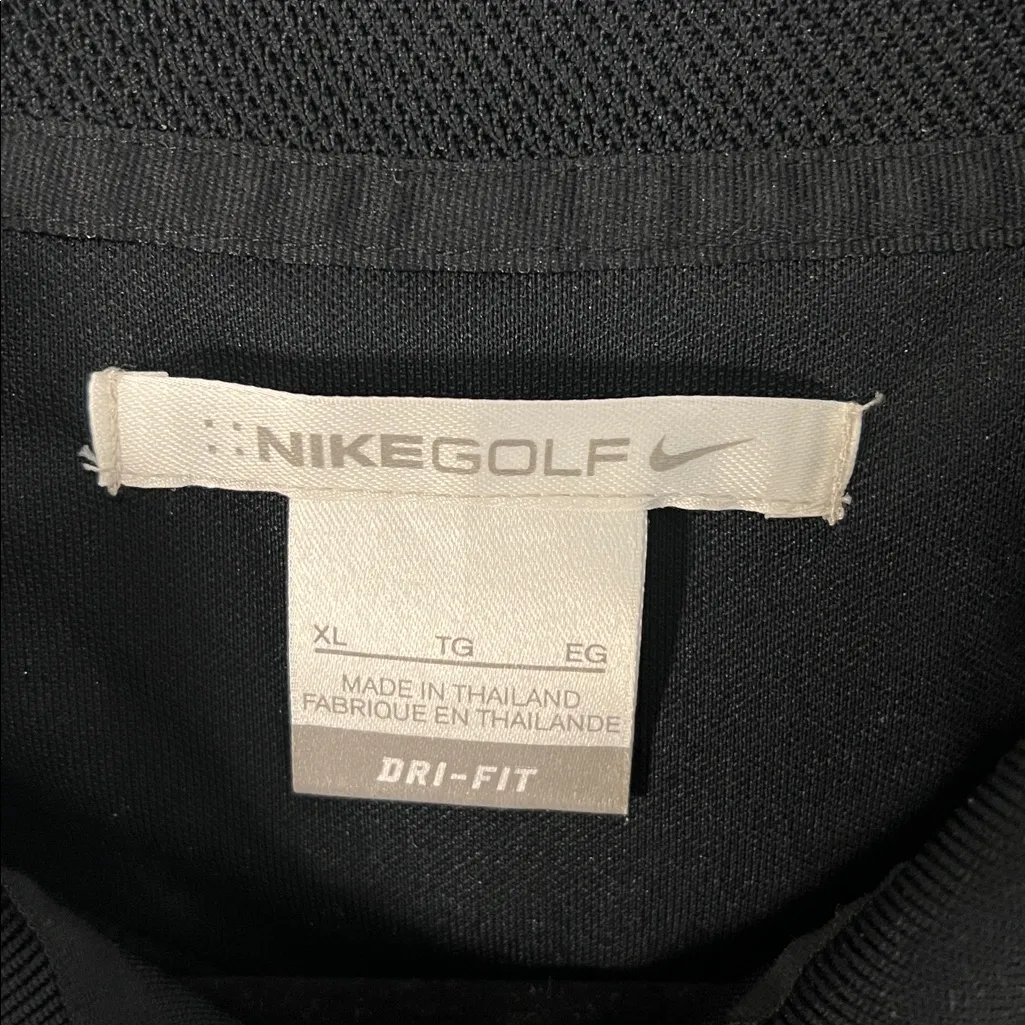 NIKEGOLF
XL TG EG
MADE IN THAILAND
FABRIQUE EN THAILANDE
DRI-FIT